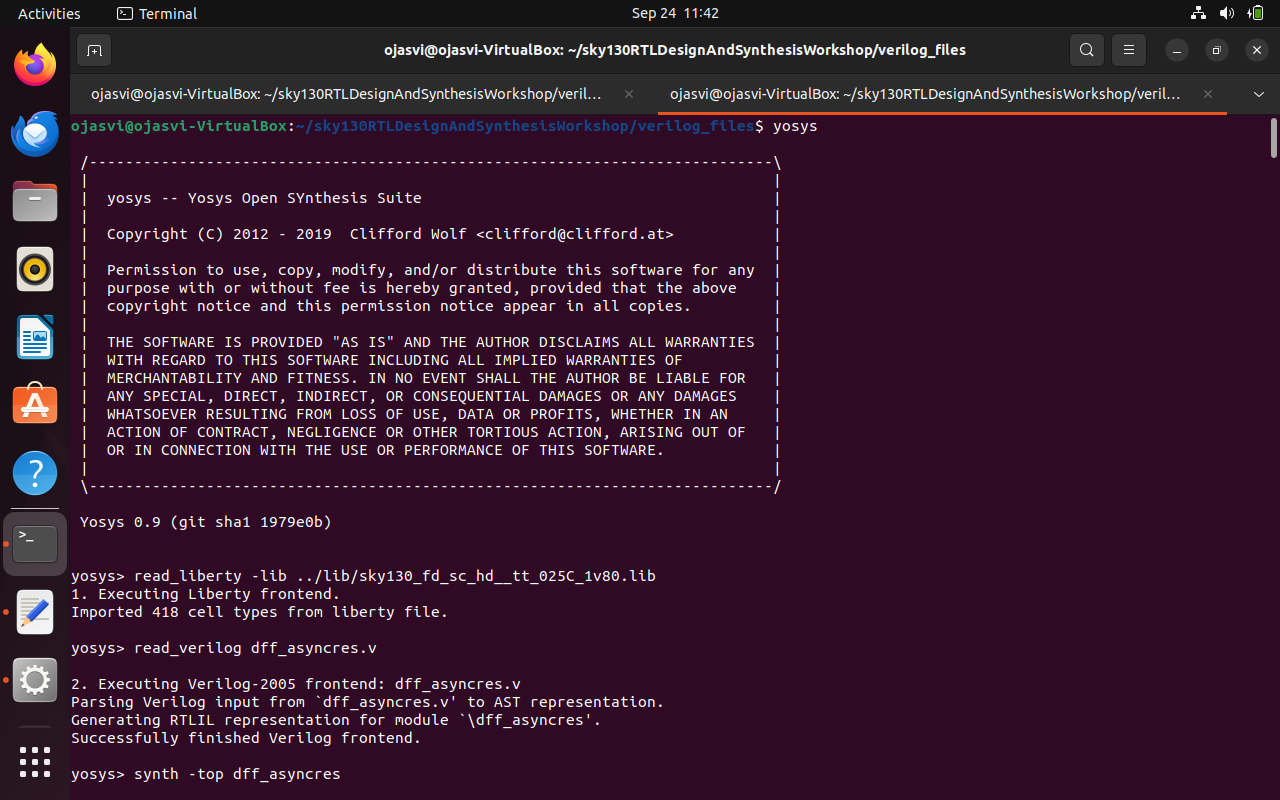 Activities
Terminal
Sep 24 11:42
ojasvi@ojasvi-VirtualBox: ~/sky130RTLDesignAndSynthesisWorkshop/verilog_files
ojasvi@ojasvi-VirtualBox: ~/sky130RTLDesignAndSynthesisWorkshop/veril...
ojasvi@ojasvi-VirtualBox: ~/sky130RTLDesignAndSynthesisWorkshop/veril...
ojasvi@ojasvi-VirtualBox:~/sky130RTLDesignAndSynthesisWorkshop/verilog_files$ yosys
/----------------------------------------------------------------------------\
| |
| yosys -- Yosys Open SYnthesis Suite |
| |
| Copyright (C) 2012 - 2019 Clifford Wolf <clifford@clifford.at> |
| |
| Permission to use, copy, modify, and/or distribute this software for any |
| purpose with or without fee is hereby granted, provided that the above |
| copyright notice and this permission notice appear in all copies. |
| |
| THE SOFTWARE IS PROVIDED "AS IS" AND THE AUTHOR DISCLAIMS ALL WARRANTIES |
| WITH REGARD TO THIS SOFTWARE INCLUDING ALL IMPLIED WARRANTIES OF |
| MERCHANTABILITY AND FITNESS. IN NO EVENT SHALL THE AUTHOR BE LIABLE FOR |
| ANY SPECIAL, DIRECT, INDIRECT, OR CONSEQUENTIAL DAMAGES OR ANY DAMAGES |
| WHATSOEVER RESULTING FROM LOSS OF USE, DATA OR PROFITS, WHETHER IN AN |
| ACTION OF CONTRACT, NEGLIGENCE OR OTHER TORTIOUS ACTION, ARISING OUT OF |
| OR IN CONNECTION WITH THE USE OR PERFORMANCE OF THIS SOFTWARE. |
| |
\----------------------------------------------------------------------------/
Yosys 0.9 (git sha1 1979e0b)
yosys> read_liberty -lib ../lib/sky130_fd_sc_hd__tt_025C_1v80.lib
1. Executing Liberty frontend.
Imported 418 cell types from liberty file.
yosys> read_verilog dff_asyncres.v
2. Executing Verilog-2005 frontend: dff_asyncres.v
Parsing Verilog input from `dff_asyncres.v' to AST representation.
Generating RTLIL representation for module `\dff_asyncres'.
Successfully finished Verilog frontend.
yosys> synth -top dff_asyncres